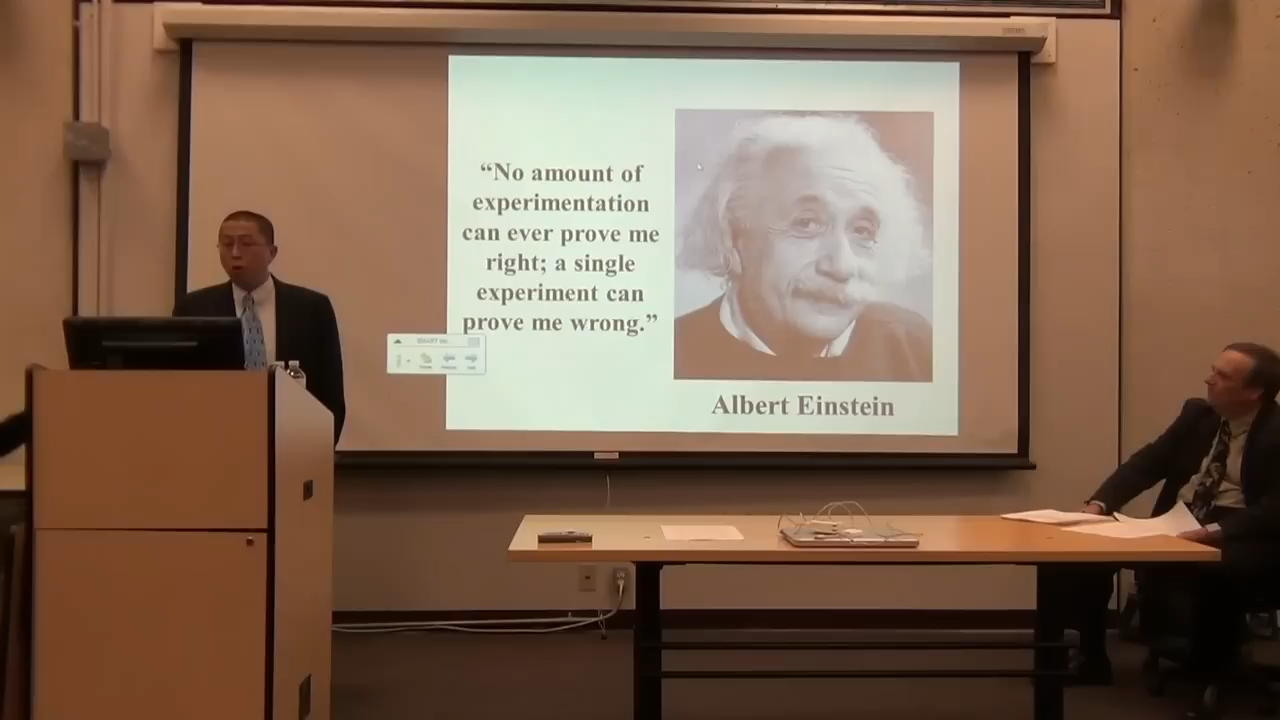 “No amount of
experimentation
can ever prove me
right; a single
experiment can
prove me wrong.”
Albert Einstein